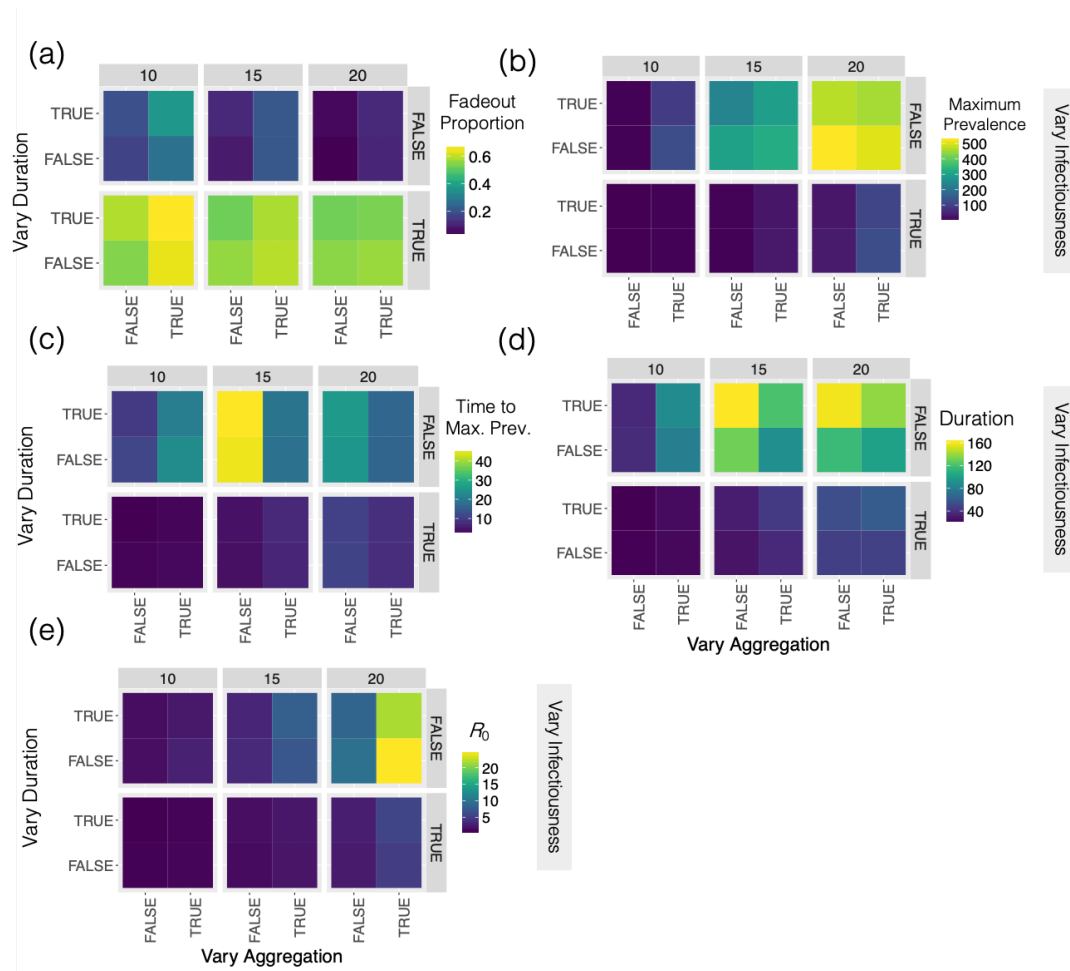 (a)
10 15 20
Vary Duration
TRUE
FALSE
TRUE
FALSE
FALSE
TRUE
FALSE TRUE FALSE TRUE FALSE TRUE
Fadeout
Proportion
0.6
0.4
0.2
(b)
10 15 20
TRUE
FALSE
TRUE
FALSE
FALSE
TRUE
FALSE TRUE FALSE TRUE FALSE TRUE
Maximum
Prevalence
500
400
300
200
100
Vary Infectiousness
(c)
10 15 20
Vary Duration
TRUE
FALSE
TRUE
FALSE
FALSE
TRUE
FALSE TRUE FALSE TRUE FALSE TRUE
Time to
Max. Prev.
40
30
20
10
(d)
10 15 20
TRUE
FALSE
TRUE
FALSE
FALSE
TRUE
FALSE TRUE FALSE TRUE FALSE TRUE
Vary Aggregation
Duration
160
120
80
40
Vary Infectiousness
(e)
10 15 20
Vary Duration
TRUE
FALSE
TRUE
FALSE
FALSE
TRUE
FALSE TRUE FALSE TRUE FALSE TRUE
Vary Aggregation
R0
20
15
10
5
Vary Infectiousness